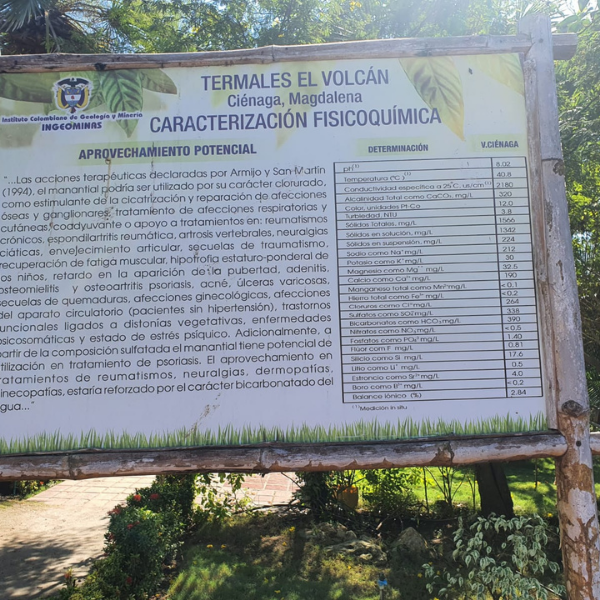 TERMALES EL VOLCÁN
Ciénaga, Magdalena
CARACTERIZACIÓN FISICOQUÍMICA
Instituto Colombiano de Geología y Minería
INGEOMINAS
APROVECHAMIENTO POTENCIAL
"...Las acciones terapéuticas declaradas por Armijo y San Martín
(1994), el manantial podría ser utilizado por su carácter clorurado,
como estimulante de la cicatrización y reparación de afecciones
óseas y ganglionares, tratamiento de afecciones respiratorias y
cutáneas, coadyuvante o apoyo a tratamientos en: reumatismos
crónicos, espondilartritis reumática, artrosis vertebrales, neuralgias
ciáticas, envejecimiento articular, secuelas de traumatismo,
recuperación de fatiga muscular, hipotrofia estaturo-ponderal de
los niños, retardo en la aparición de la pubertad, adenitis,
osteomielitis y osteoartritis psoriasis, acné, úlceras varicosas,
secuelas de quemaduras, afecciones ginecológicas, afecciones
del aparato circulatorio (pacientes sin hipertensión), trastornos
funcionales ligados a distonías vegetativas, enfermedades
psicosomáticas y estado de estrés psíquico. Adicionalmente, a
partir de la composición sulfatada el manantial tiene potencial de
utilización en tratamiento de psoriasis. El aprovechamiento en
tratamientos de reumatismos, neuralgias, dermopatías,
ginecopatías, estaría reforzado por el carácter bicarbonatado del
agua..."
DETERMINACIÓN V.CIÉNAGA
pH(1) 8.02
Temperatura (°C)(1) 40.8
Conductividad específica a 25°C, us/cm(1) 2180
Alcalinidad Total como CaCO3, mg/L 320
Color, unidades Pt-Co 12.0
Turbiedad, NTU 3.8
Sólidos Totales, mg/L 1566
Sólidos en solución, mg/L 1342
Sólidos en suspensión, mg/L 224
Sodio como Na+ mg/L 212
Potasio como K+ mg/L 30
Magnesio como Mg++ mg/L 32.5
Calcio como Ca++ mg/L 190
Manganeso Total como Mn++ mg/L <0.1
Hierro total como Fe++ mg/L <0.2
Cloruros como Cl- mg/L 264
Sulfatos como SO4= mg/L 338
Bicarbonatos como HCO3- mg/L 390
Nitratos como NO3- mg/L <0.5
Fosfatos como PO4≡ mg/L 1.40
Fluor com F- mg/L 0.81
Silicio como Si mg/L 17.6
Litio como Li+ mg/L 0.5
Estroncio como Sr++ mg/L 4.0
Boro como B3+ mg/L <0.2
Balance Iónico (%) 2.84
(1)Medición in situ